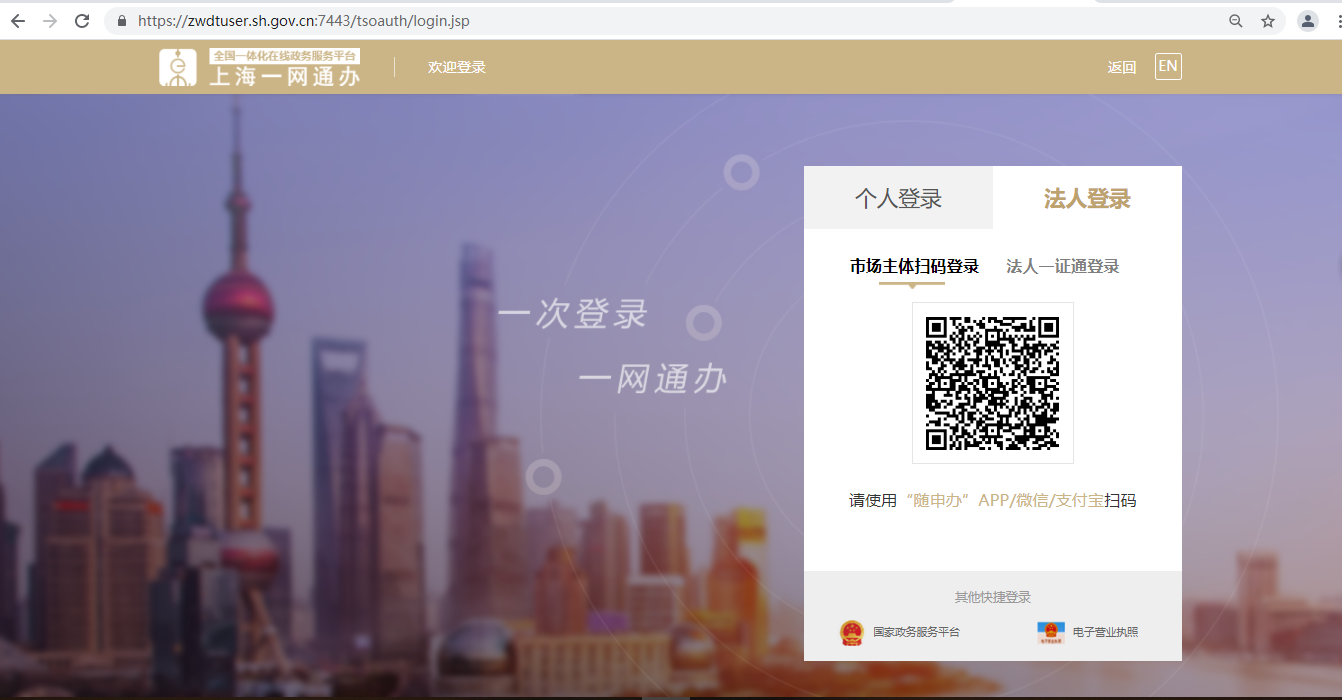 https://zwdtuser.sh.gov.cn:7443/tsoauth/login.jsp
全国一体化在线政务服务平台
上海一网通办
欢迎登录
返回
EN
个人登录
法人登录
市场主体扫码登录
法人一证通登录
一次登录
一网通办
请使用“随申办”APP/微信/支付宝扫码
其他快捷登录
国家政务服务平台
电子营业执照